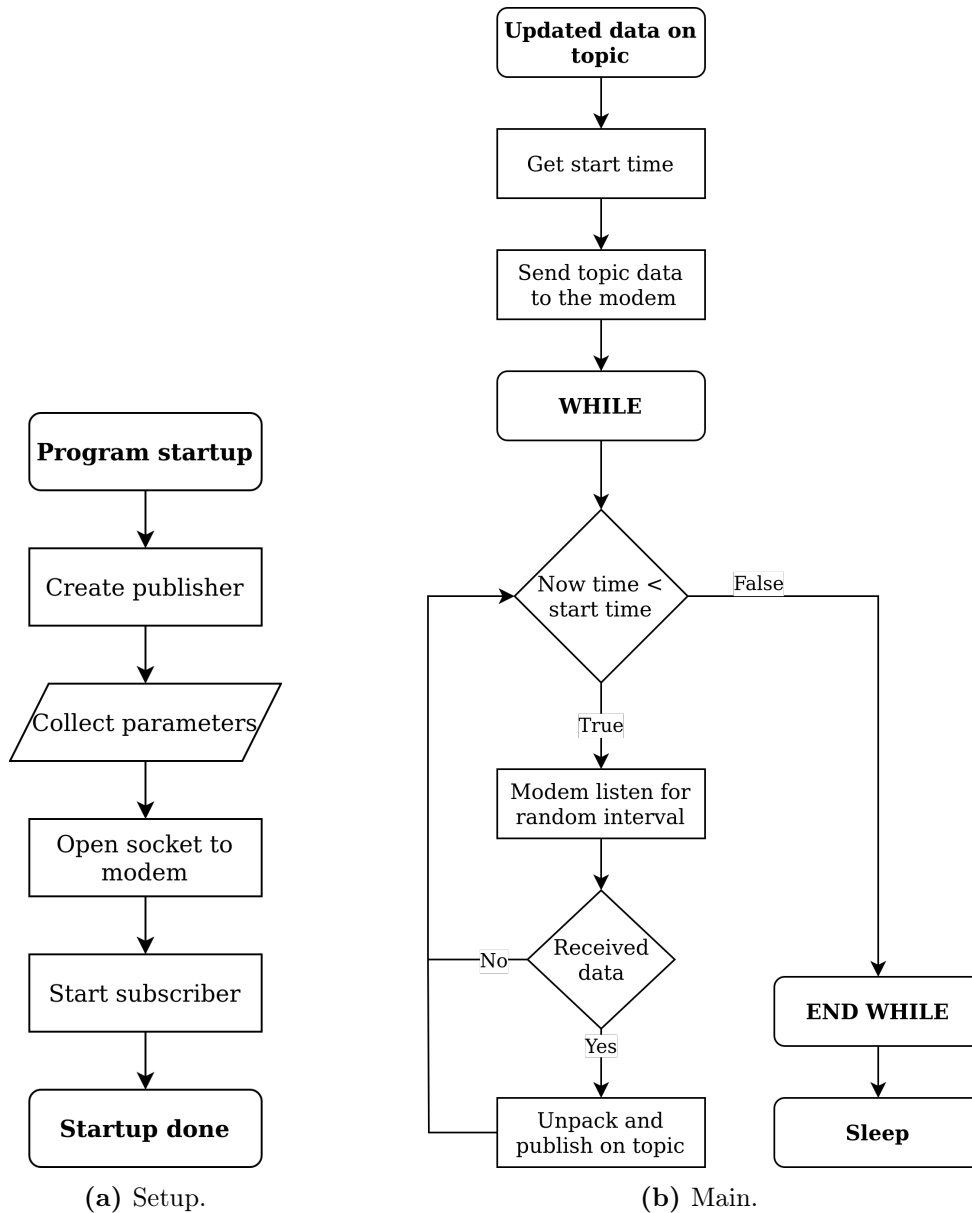 Program startup
Create publisher
Collect parameters
Open socket to
modem
Start subscriber
Startup done
(a) Setup.
Updated data on
topic
Get start time
Send topic data
to the modem
WHILE
Now time <
start time
False
True
Modem listen for
random interval
Received
data
No
Yes
Unpack and
publish on topic
END WHILE
Sleep
(b) Main.